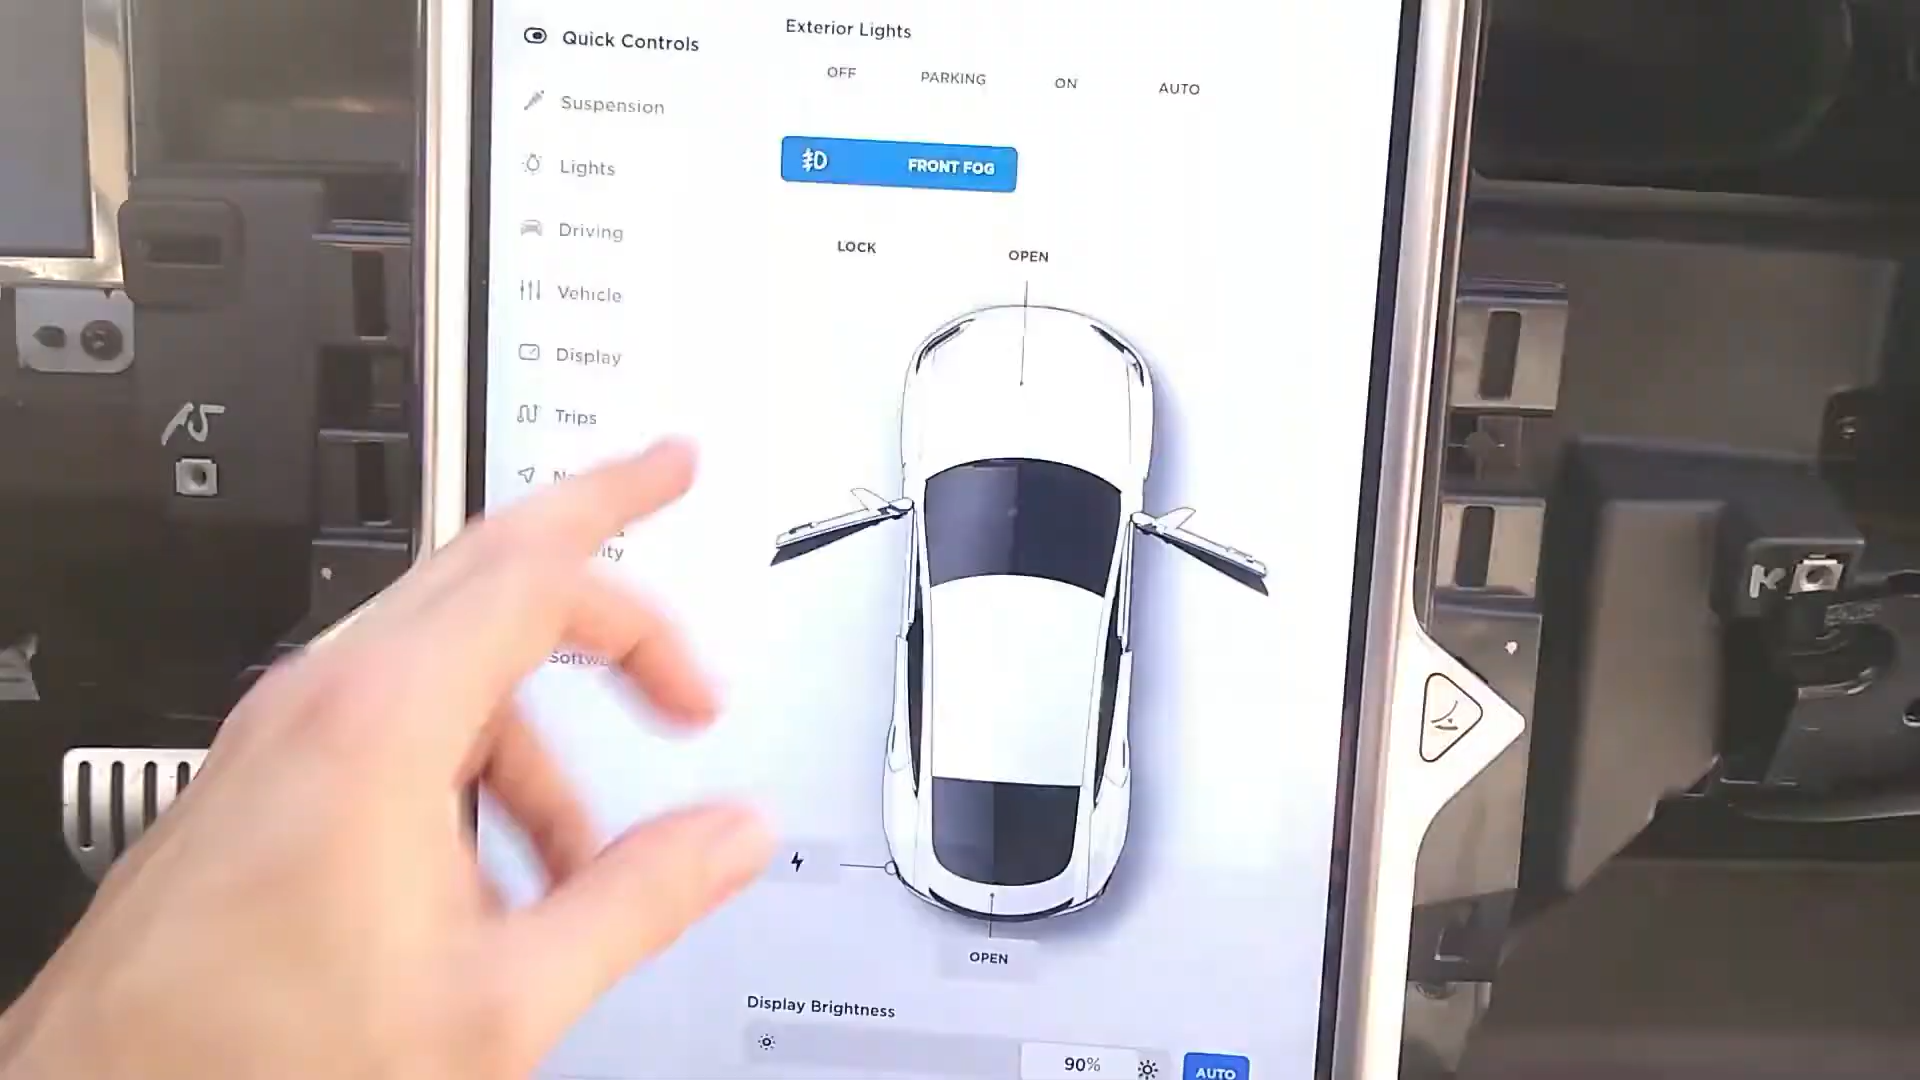 Quick Controls
Suspension
Lights
Driving
Vehicle
Display
Trips
Exterior Lights
OFF PARKING ON AUTO
FRONT FOG
LOCK
OPEN
OPEN
Display Brightness
90%
AUTO
15